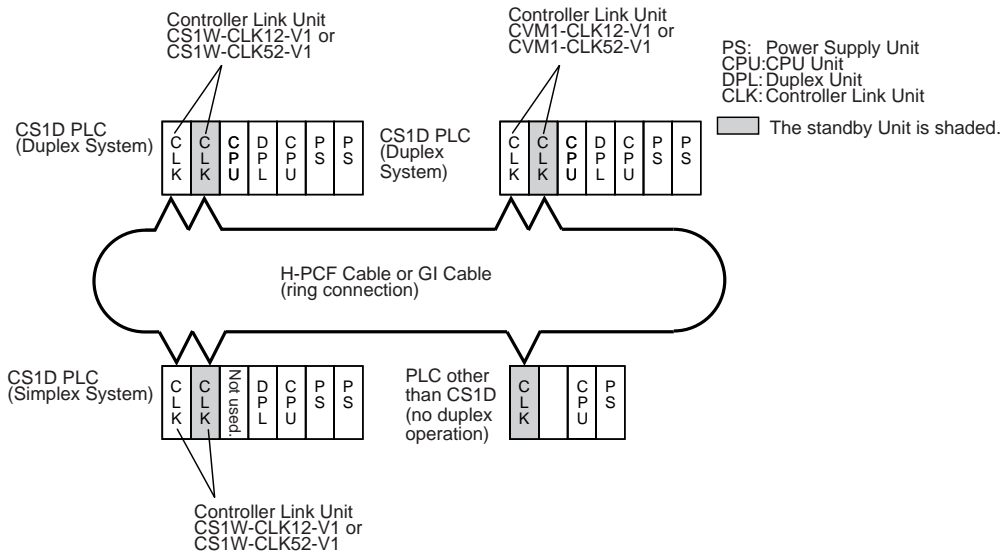 Controller Link Unit
CS1W-CLK12-V1 or
CS1W-CLK52-V1
Controller Link Unit
CVM1-CLK12-V1 or
CVM1-CLK52-V1
PS: Power Supply Unit
CPU:CPU Unit
DPL:Duplex Unit
CLK:Controller Link Unit
The standby Unit is shaded.
CS1D PLC
(Duplex System)
CLK
CLK
CPU
DPL
CPU
PS
PS
CS1D PLC
(Duplex
System)
CLK
CLK
CPU
DPL
CPU
PS
PS
H-PCF Cable or GI Cable
(ring connection)
CS1D PLC
(Simplex System)
CLK
CLK
Not used.
DPL
CPU
PS
PS
PLC other
than CS1D
(no duplex
operation)
CLK
CPU
PS
Controller Link Unit
CS1W-CLK12-V1 or
CS1W-CLK52-V1